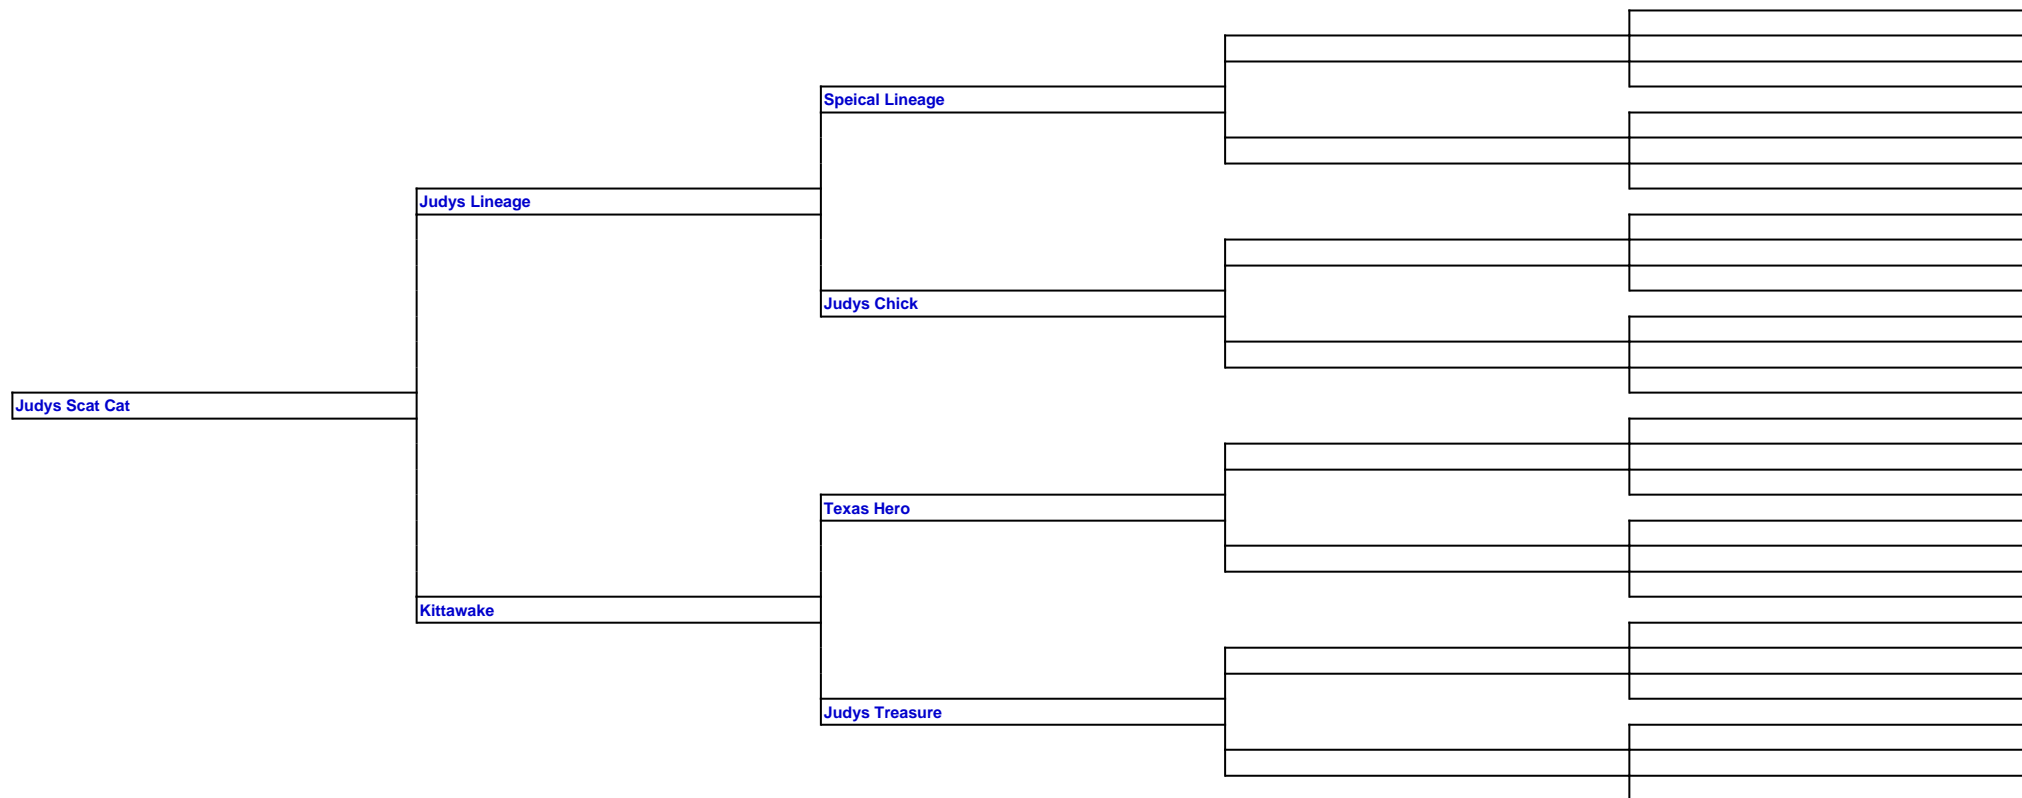 Speical Lineage
Judys Lineage
Judys Chick
Judys Scat Cat
Texas Hero
Kittawake
Judys Treasure